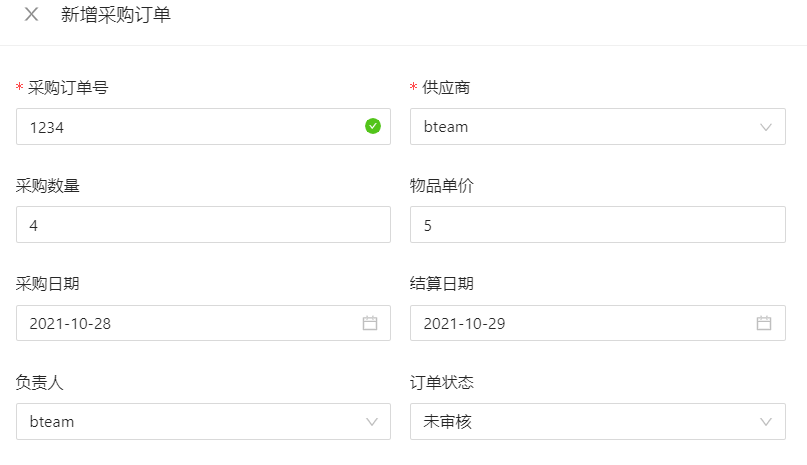 新增采购订单
* 采购订单号
* 供应商
1234
bteam
采购数量
物品单价
4
5
采购日期
结算日期
2021-10-28
2021-10-29
负责人
订单状态
bteam
未审核